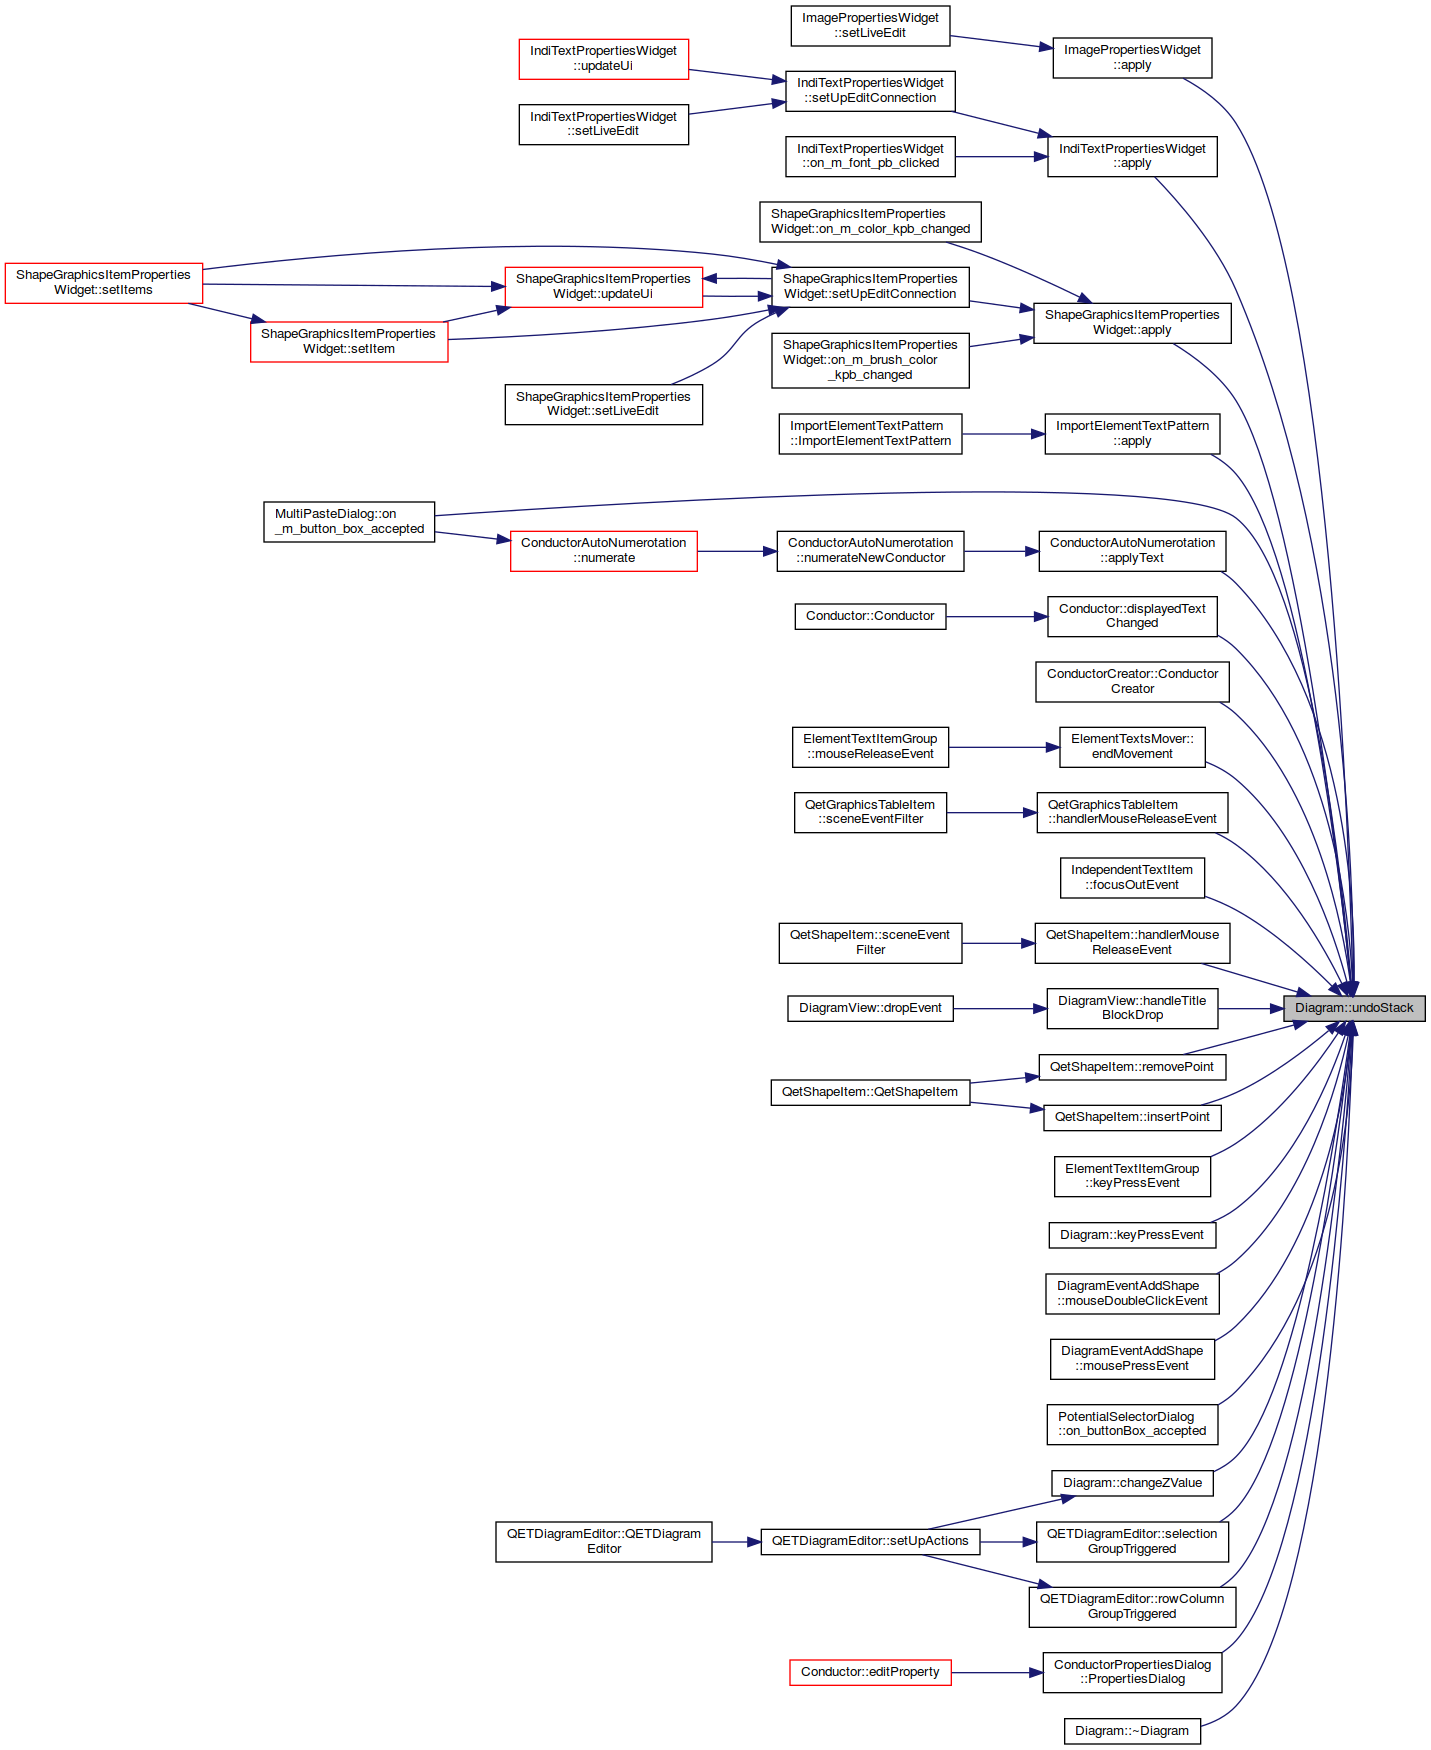 ImagePropertiesWidget
::setLiveEdit
ImagePropertiesWidget
::apply
IndiTextPropertiesWidget
::updateUi
IndiTextPropertiesWidget
::setUpEditConnection
IndiTextPropertiesWidget
::setLiveEdit
IndiTextPropertiesWidget
::on_m_font_pb_clicked
IndiTextPropertiesWidget
::apply
ShapeGraphicsItemProperties
Widget::on_m_color_kpb_changed
ShapeGraphicsItemProperties
Widget::setItems
ShapeGraphicsItemProperties
Widget::updateUi
ShapeGraphicsItemProperties
Widget::setUpEditConnection
ShapeGraphicsItemProperties
Widget::setItem
ShapeGraphicsItemProperties
Widget::apply
ShapeGraphicsItemProperties
Widget::on_m_brush_color
_kpb_changed
ShapeGraphicsItemProperties
Widget::setLiveEdit
ImportElementTextPattern
::ImportElementTextPattern
ImportElementTextPattern
::apply
MultiPasteDialog::on
_m_button_box_accepted
ConductorAutoNumerotation
::numerate
ConductorAutoNumerotation
::numerateNewConductor
ConductorAutoNumerotation
::applyText
Conductor::Conductor
Conductor::displayedText
Changed
ConductorCreator::Conductor
Creator
ElementTextItemGroup
::mouseReleaseEvent
ElementTextsMover::
endMovement
QetGraphicsTableItem
::sceneEventFilter
QetGraphicsTableItem
::handlerMouseReleaseEvent
IndependentTextItem
::focusOutEvent
QetShapeItem::sceneEvent
Filter
QetShapeItem::handlerMouse
ReleaseEvent
DiagramView::dropEvent
DiagramView::handleTitle
BlockDrop
Diagram::undoStack
QetShapeItem::removePoint
QetShapeItem::QetShapeItem
QetShapeItem::insertPoint
ElementTextItemGroup
::keyPressEvent
Diagram::keyPressEvent
DiagramEventAddShape
::mouseDoubleClickEvent
DiagramEventAddShape
::mousePressEvent
PotentialSelectorDialog
::on_buttonBox_accepted
Diagram::changeZValue
QETDiagramEditor::QETDiagram
Editor
QETDiagramEditor::setUpActions
QETDiagramEditor::selection
GroupTriggered
QETDiagramEditor::rowColumn
GroupTriggered
Conductor::editProperty
ConductorPropertiesDialog
::PropertiesDialog
Diagram::~Diagram